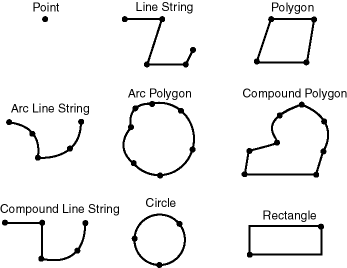 Point
Line String
Polygon
Arc Line String
Arc Polygon
Compound Polygon
Compound Line String
Circle
Rectangle